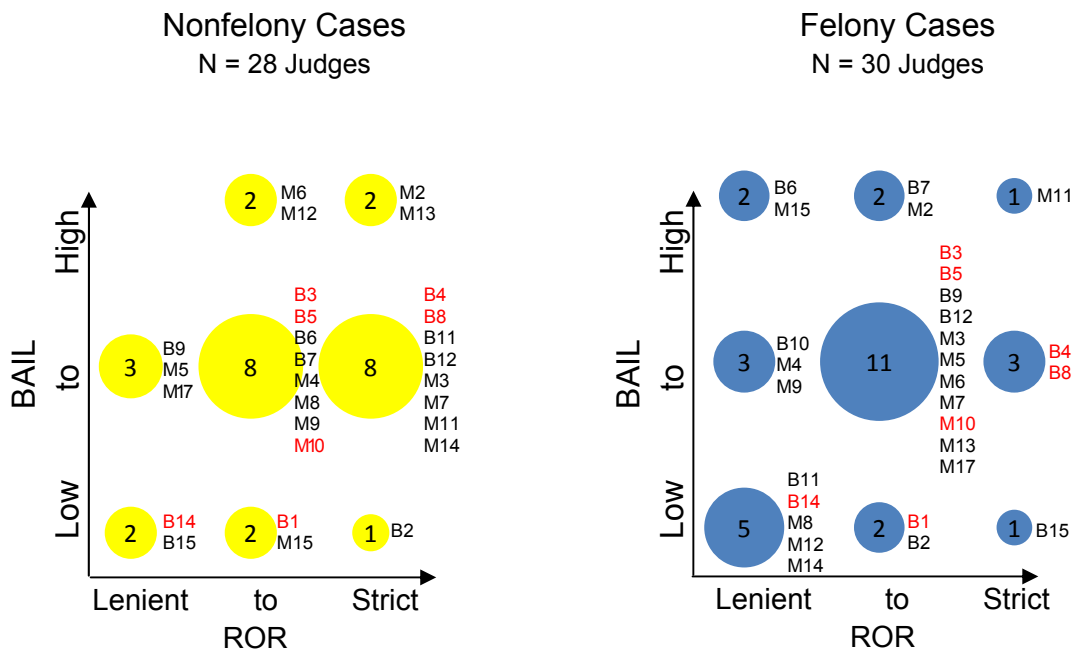 Nonfelony Cases
N = 28 Judges
BAIL
Low to High
2
M6
M12
2
M2
M13
3
B9
M5
M17
8
B3
B5
B6
B7
M4
M8
M9
M10
8
B4
B8
B11
B12
M3
M7
M11
M14
2
B14
B15
2
B1
M15
1
B2
Lenient to Strict
ROR
Felony Cases
N = 30 Judges
BAIL
Low to High
2
B6
M15
2
B7
M2
1
M11
3
B10
M4
M9
11
B3
B5
B9
B12
M3
M5
M6
M7
M10
M13
M17
3
B4
B8
5
B11
B14
M8
M12
M14
2
B1
B2
1
B15
Lenient to Strict
ROR